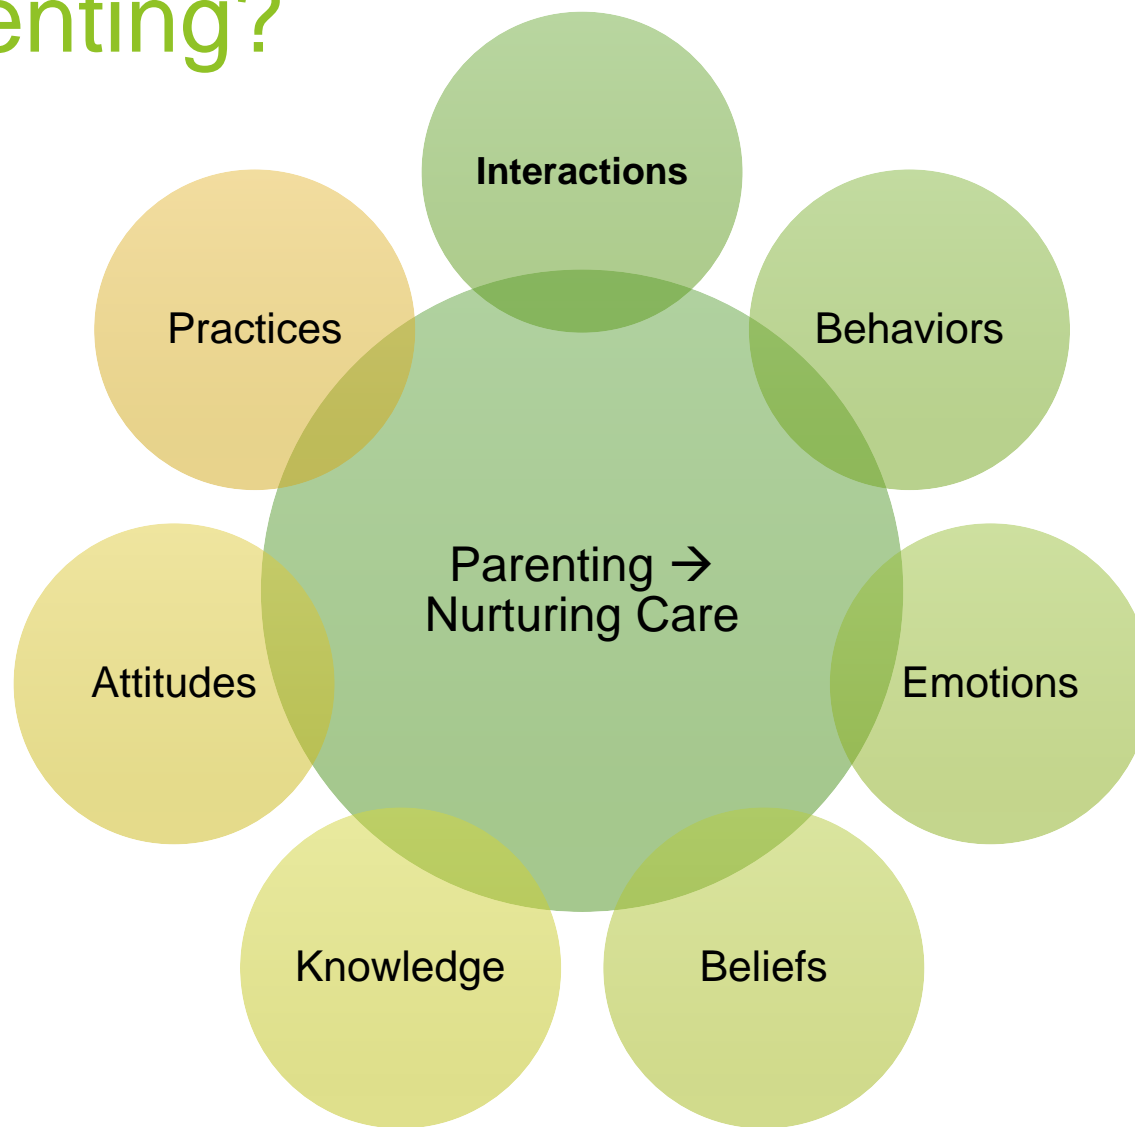 enting?
Interactions
Practices
Behaviors
Parenting →
Nurturing Care
Attitudes
Emotions
Knowledge
Beliefs